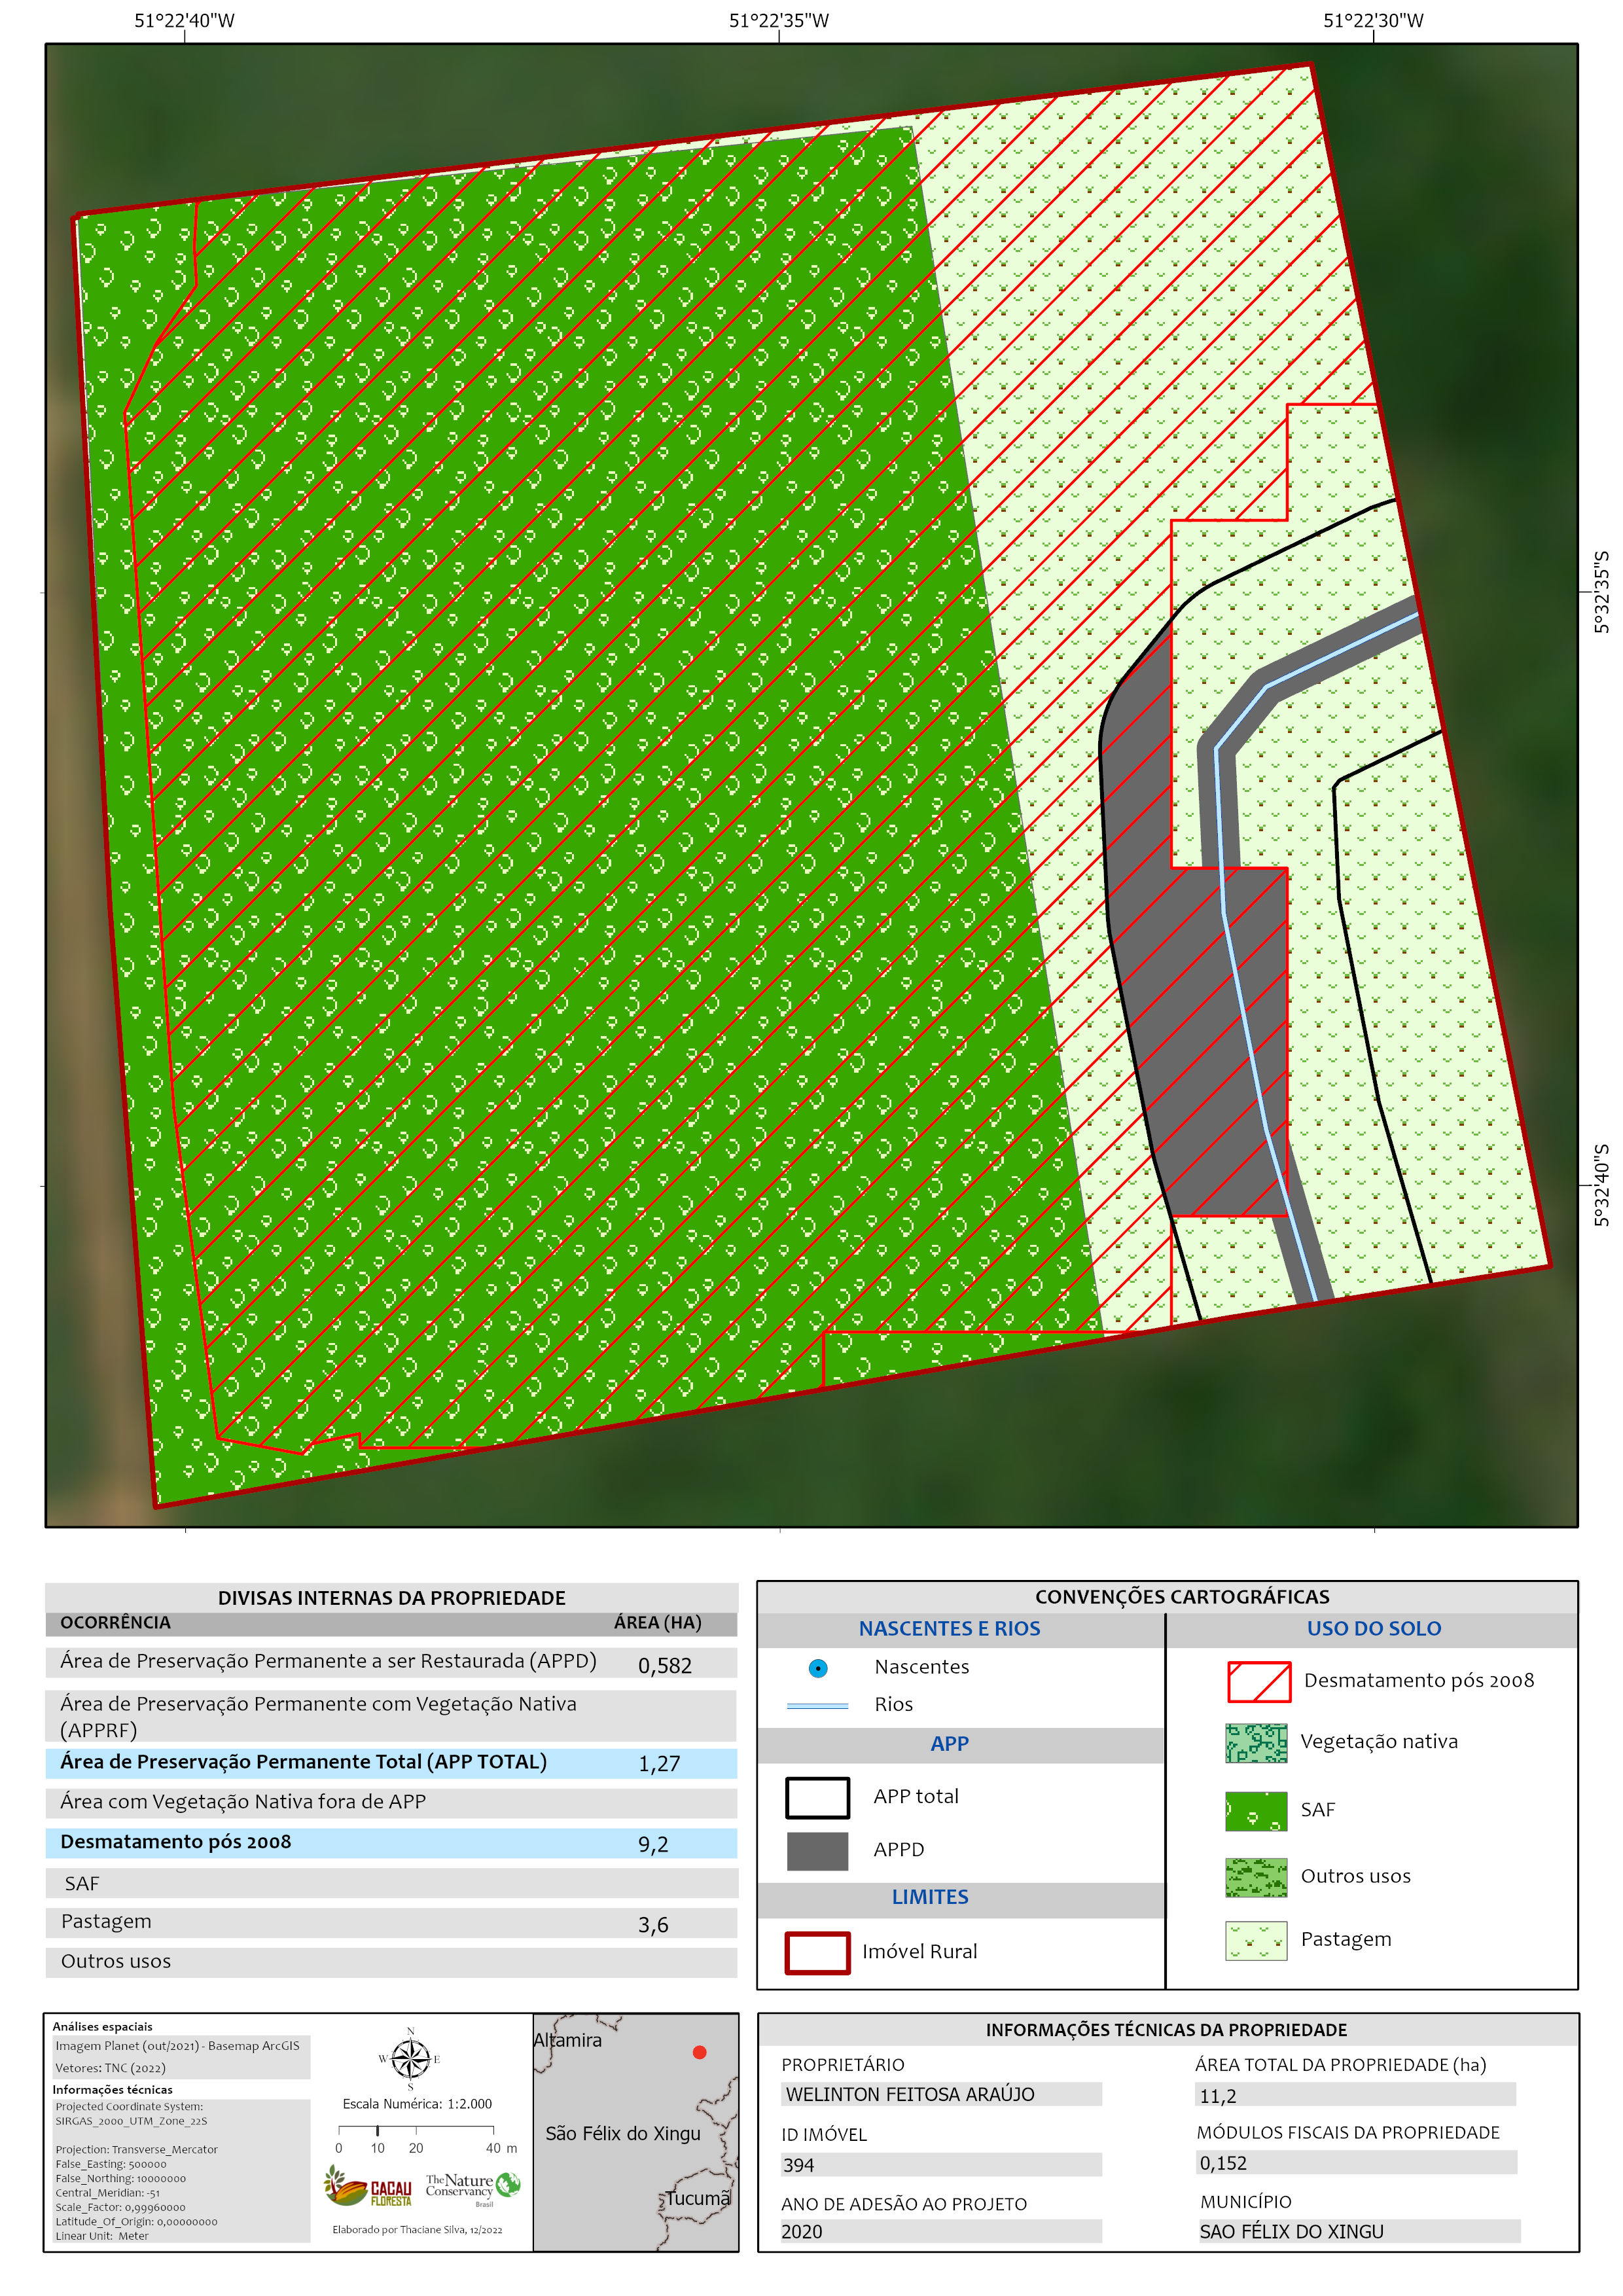 51°22'40"W 51°22'35"W 51°22'30"W
5°32'35"S
5°32'40"S
DIVISAS INTERNAS DA PROPRIEDADE
OCORRÊNCIA ÁREA (HA)
Área de Preservação Permanente a ser Restaurada (APPD) 0,582
Área de Preservação Permanente com Vegetação Nativa
(APPRF)
Área de Preservação Permanente Total (APP TOTAL) 1,27
Área com Vegetação Nativa fora de APP
Desmatamento pós 2008 9,2
SAF
Pastagem 3,6
Outros usos
CONVENÇÕES CARTOGRÁFICAS
NASCENTES E RIOS
Nascentes
Rios
APP
APP total
APPD
LIMITES
Imóvel Rural
USO DO SOLO
Desmatamento pós 2008
Vegetação nativa
SAF
Outros usos
Pastagem
Análises espaciais
Imagem Planet (out/2021) - Basemap ArcGIS
Vetores: TNC (2022)
Informações técnicas
Projected Coordinate System:
SIRGAS_2000_UTM_Zone_22S
Projection: Transverse_Mercator
False_Easting: 500000
False_Northing: 10000000
Central_Meridian: -51
Scale_Factor: 0,99960000
Latitude_Of_Origin: 0,00000000
Linear Unit: Meter
N
W E
S
Escala Numérica: 1:2.000
0 10 20 40 m
CACAU
FLORESTA
The Nature
Conservancy
Brasil
Elaborado por Thaciane Silva, 12/2022
Altamira
São Félix do Xingu
Tucumã
INFORMAÇÕES TÉCNICAS DA PROPRIEDADE
PROPRIETÁRIO
WELINTON FEITOSA ARAÚJO
ID IMÓVEL
394
ANO DE ADESÃO AO PROJETO
2020
ÁREA TOTAL DA PROPRIEDADE (ha)
11,2
MÓDULOS FISCAIS DA PROPRIEDADE
0,152
MUNICÍPIO
SAO FÉLIX DO XINGU